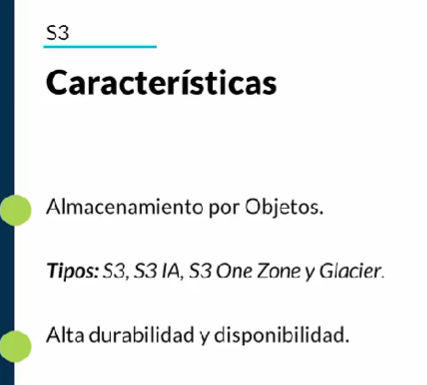 S3
Características
Almacenamiento por Objetos.
Tipos: S3, S3 IA, S3 One Zone y Glacier.
Alta durabilidad y disponibilidad.